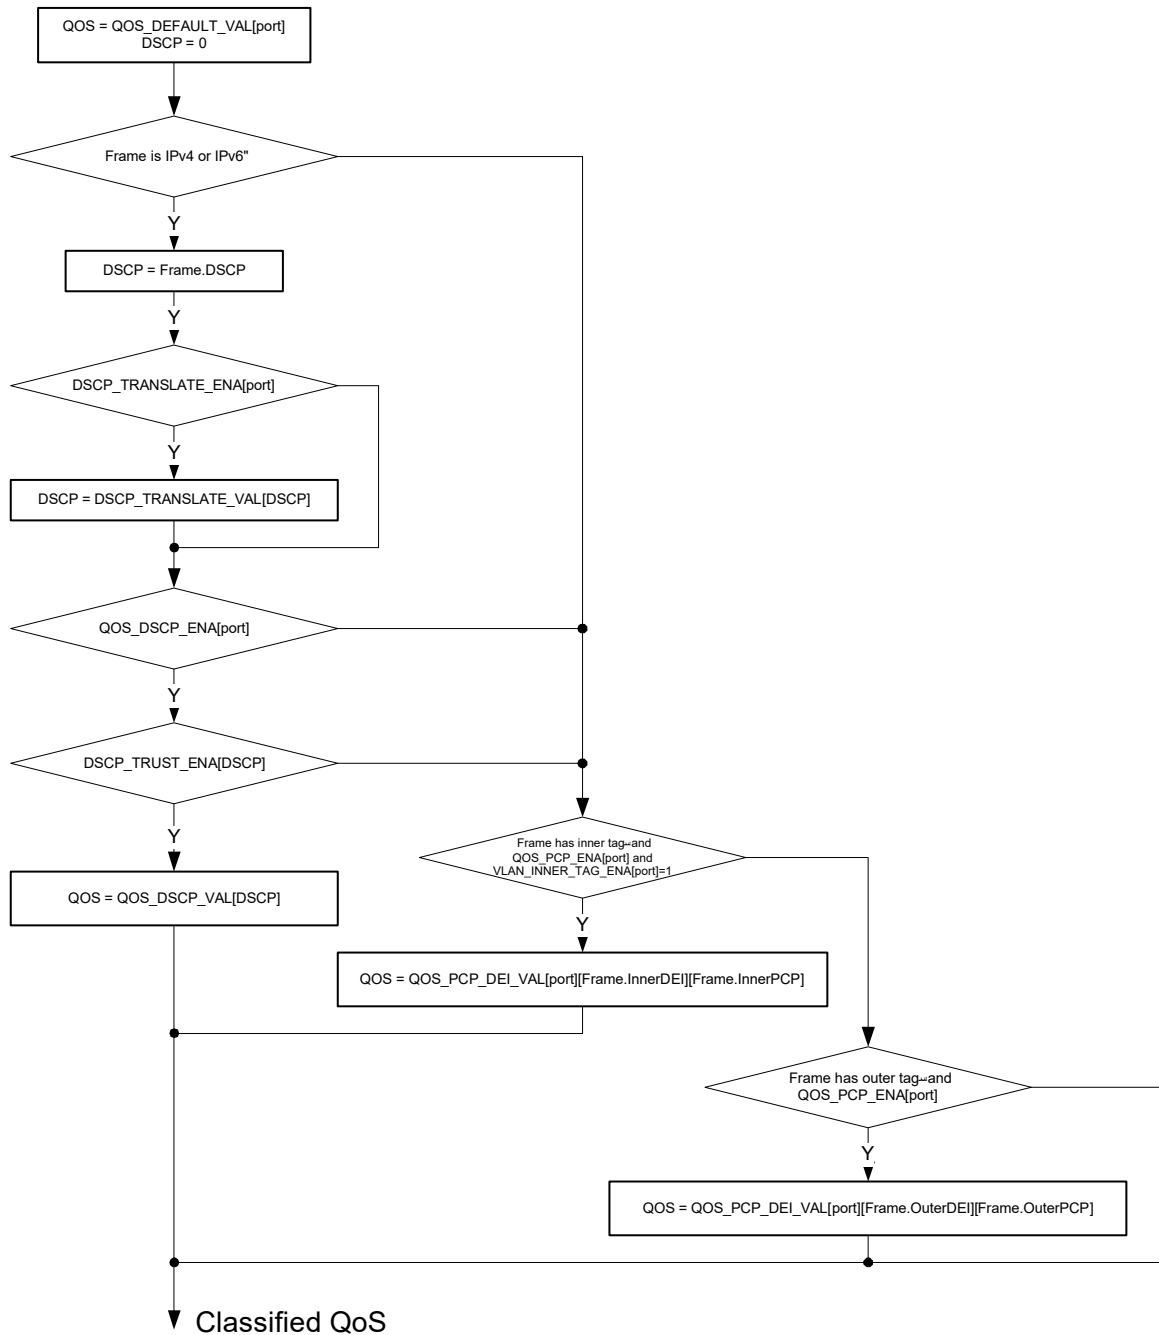 QOS = QOS_DEFAULT_VAL[port]
DSCP = 0
Frame is IPv4 or IPv6"
Y
DSCP = Frame.DSCP
Y
DSCP_TRANSLATE_ENA[port]
Y
DSCP = DSCP_TRANSLATE_VAL[DSCP]
QOS_DSCP_ENA[port]
Y
DSCP_TRUST_ENA[DSCP]
Y
QOS = QOS_DSCP_VAL[DSCP]
Frame has inner tag and
QOS_PCP_ENA[port] and
VLAN_INNER_TAG_ENA[port]=1
Y
QOS = QOS_PCP_DEI_VAL[port][Frame.InnerDEI][Frame.InnerPCP]
Frame has outer tag and
QOS_PCP_ENA[port]
Y
QOS = QOS_PCP_DEI_VAL[port][Frame.OuterDEI][Frame.OuterPCP]
Classified QoS